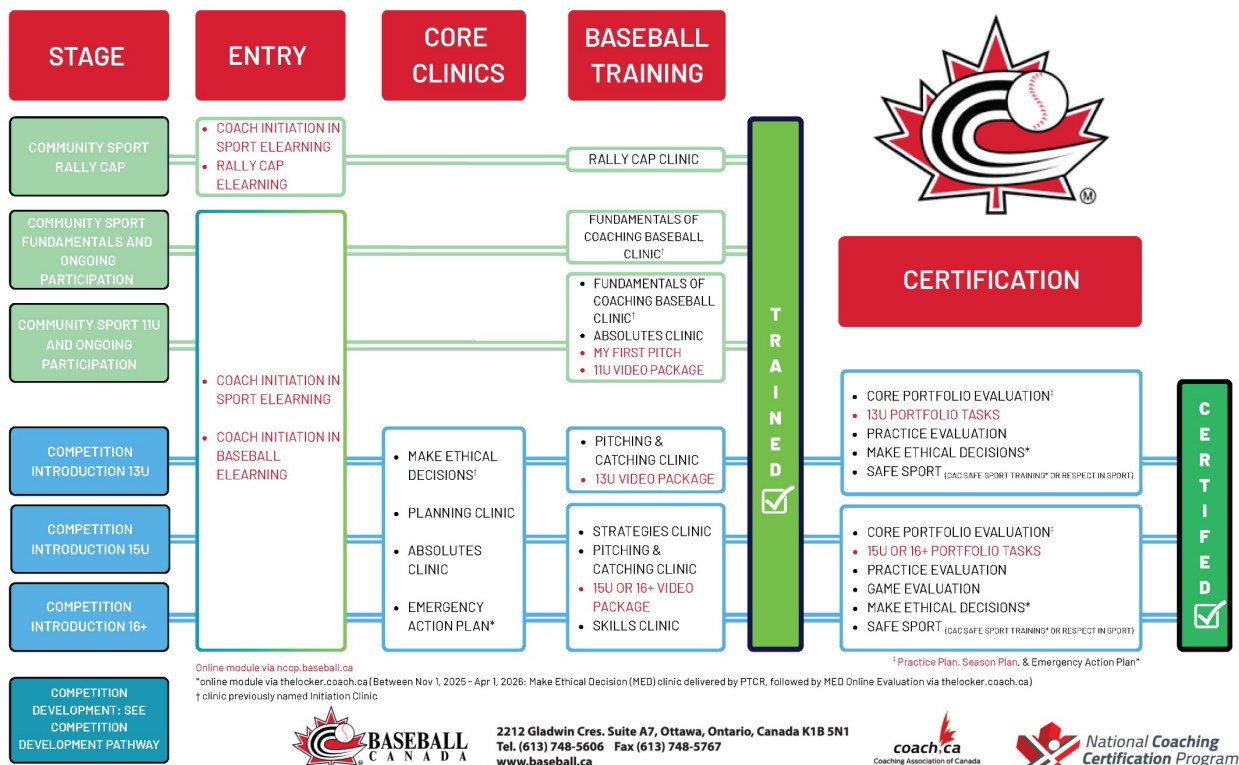 STAGE
ENTRY
CORE
CLINICS
BASEBALL
TRAINING
COMMUNITY SPORT
RALLY CAP
• COACH INITIATION IN
SPORT ELEARNING
• RALLY CAP
ELEARNING
RALLY CAP CLINIC
COMMUNITY SPORT
FUNDAMENTALS AND
ONGOING
PARTICIPATION
FUNDAMENTALS OF
COACHING BASEBALL
CLINIC†
COMMUNITY SPORT 11U
AND ONGOING
PARTICIPATION
• FUNDAMENTALS OF
COACHING BASEBALL
CLINIC†
• ABSOLUTES CLINIC
• MY FIRST PITCH
• 11U VIDEO PACKAGE
• COACH INITIATION IN
SPORT ELEARNING
• COACH INITIATION IN
BASEBALL
ELEARNING
COMPETITION
INTRODUCTION 13U
• MAKE ETHICAL
DECISIONS†
• PLANNING CLINIC
• ABSOLUTES
CLINIC
• EMERGENCY
ACTION PLAN*
• PITCHING &
CATCHING CLINIC
• 13U VIDEO PACKAGE
COMPETITION
INTRODUCTION 15U
COMPETITION
INTRODUCTION 16+
• STRATEGIES CLINIC
• PITCHING &
CATCHING CLINIC
• 15U OR 16+ VIDEO
PACKAGE
• SKILLS CLINIC
TRAINED
M
CERTIFICATION
• CORE PORTFOLIO EVALUATION‡
• 13U PORTFOLIO TASKS
• PRACTICE EVALUATION
• MAKE ETHICAL DECISIONS*
• SAFE SPORT (CAC SAFE SPORT TRAINING* OR RESPECT IN SPORT)
• CORE PORTFOLIO EVALUATION‡
• 15U OR 16+ PORTFOLIO TASKS
• PRACTICE EVALUATION
• GAME EVALUATION
• MAKE ETHICAL DECISIONS*
• SAFE SPORT (CAC SAFE SPORT TRAINING* OR RESPECT IN SPORT)
CERTIFED
‡ Practice Plan, Season Plan, & Emergency Action Plan*
Online module via nccp.baseball.ca
*online module via thelocker.coach.ca (Between Nov 1, 2025 - Apr 1, 2026: Make Ethical Decision (MED) clinic delivered by PTCR, followed by MED Online Evaluation via thelocker.coach.ca)
† clinic previously named Initiation Clinic
COMPETITION
DEVELOPMENT: SEE
COMPETITION
DEVELOPMENT PATHWAY
BASEBALL
CANADA
2212 Gladwin Cres. Suite A7, Ottawa, Ontario, Canada K1B 5N1
Tel. (613) 748-5606 Fax (613) 748-5767
www.baseball.ca
coach.ca
Coaching Association of Canada
National Coaching
Certification Program